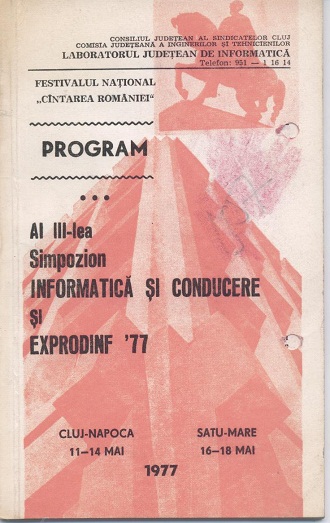 CONSILIUL JUDEȚEAN AL SINDICATELOR CLUJ
COMISIA JUDEȚEANĂ A INGINERILOR ȘI TEHNICIENILOR
LABORATORUL JUDEȚEAN DE INFORMATICĂ
Telefon: 951 — 1 16 14
FESTIVALUL NAȚIONAL
„CÎNTAREA ROMÂNIEI“
PROGRAM
Al III-lea
Simpozion
INFORMATICĂ ȘI CONDUCERE
ȘI
EXPRODINF '77
CLUJ-NAPOCA
11—14 MAI
SATU-MARE
16—18 MAI
1977